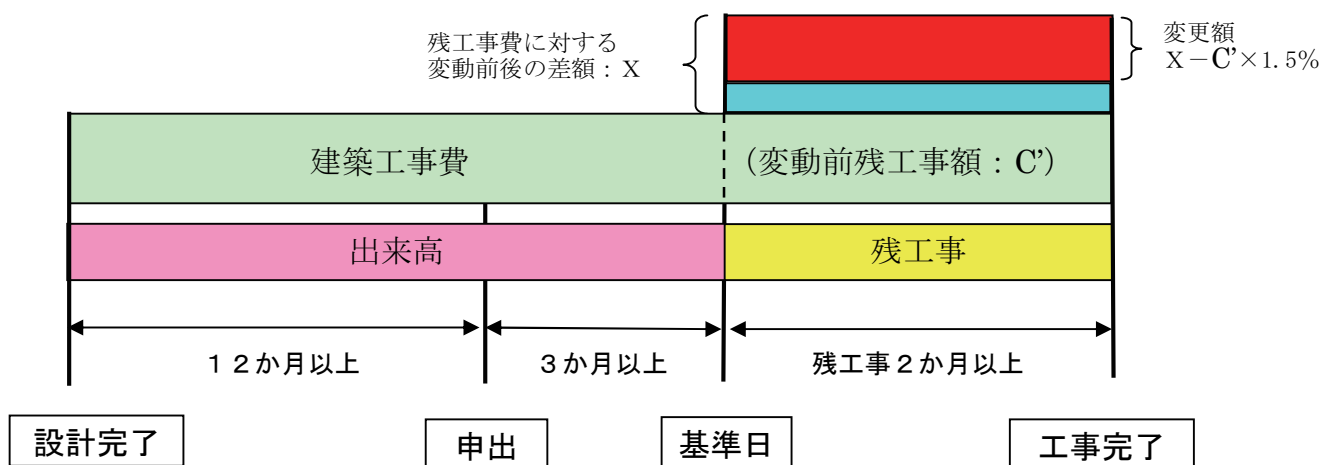 残工事費に対する
変動前後の差額：X
変更額
X－C’×1.5%
建築工事費
（変動前残工事額：C’）
出来高
残工事
１２か月以上
３か月以上
残工事２か月以上
設計完了
申出
基準日
工事完了